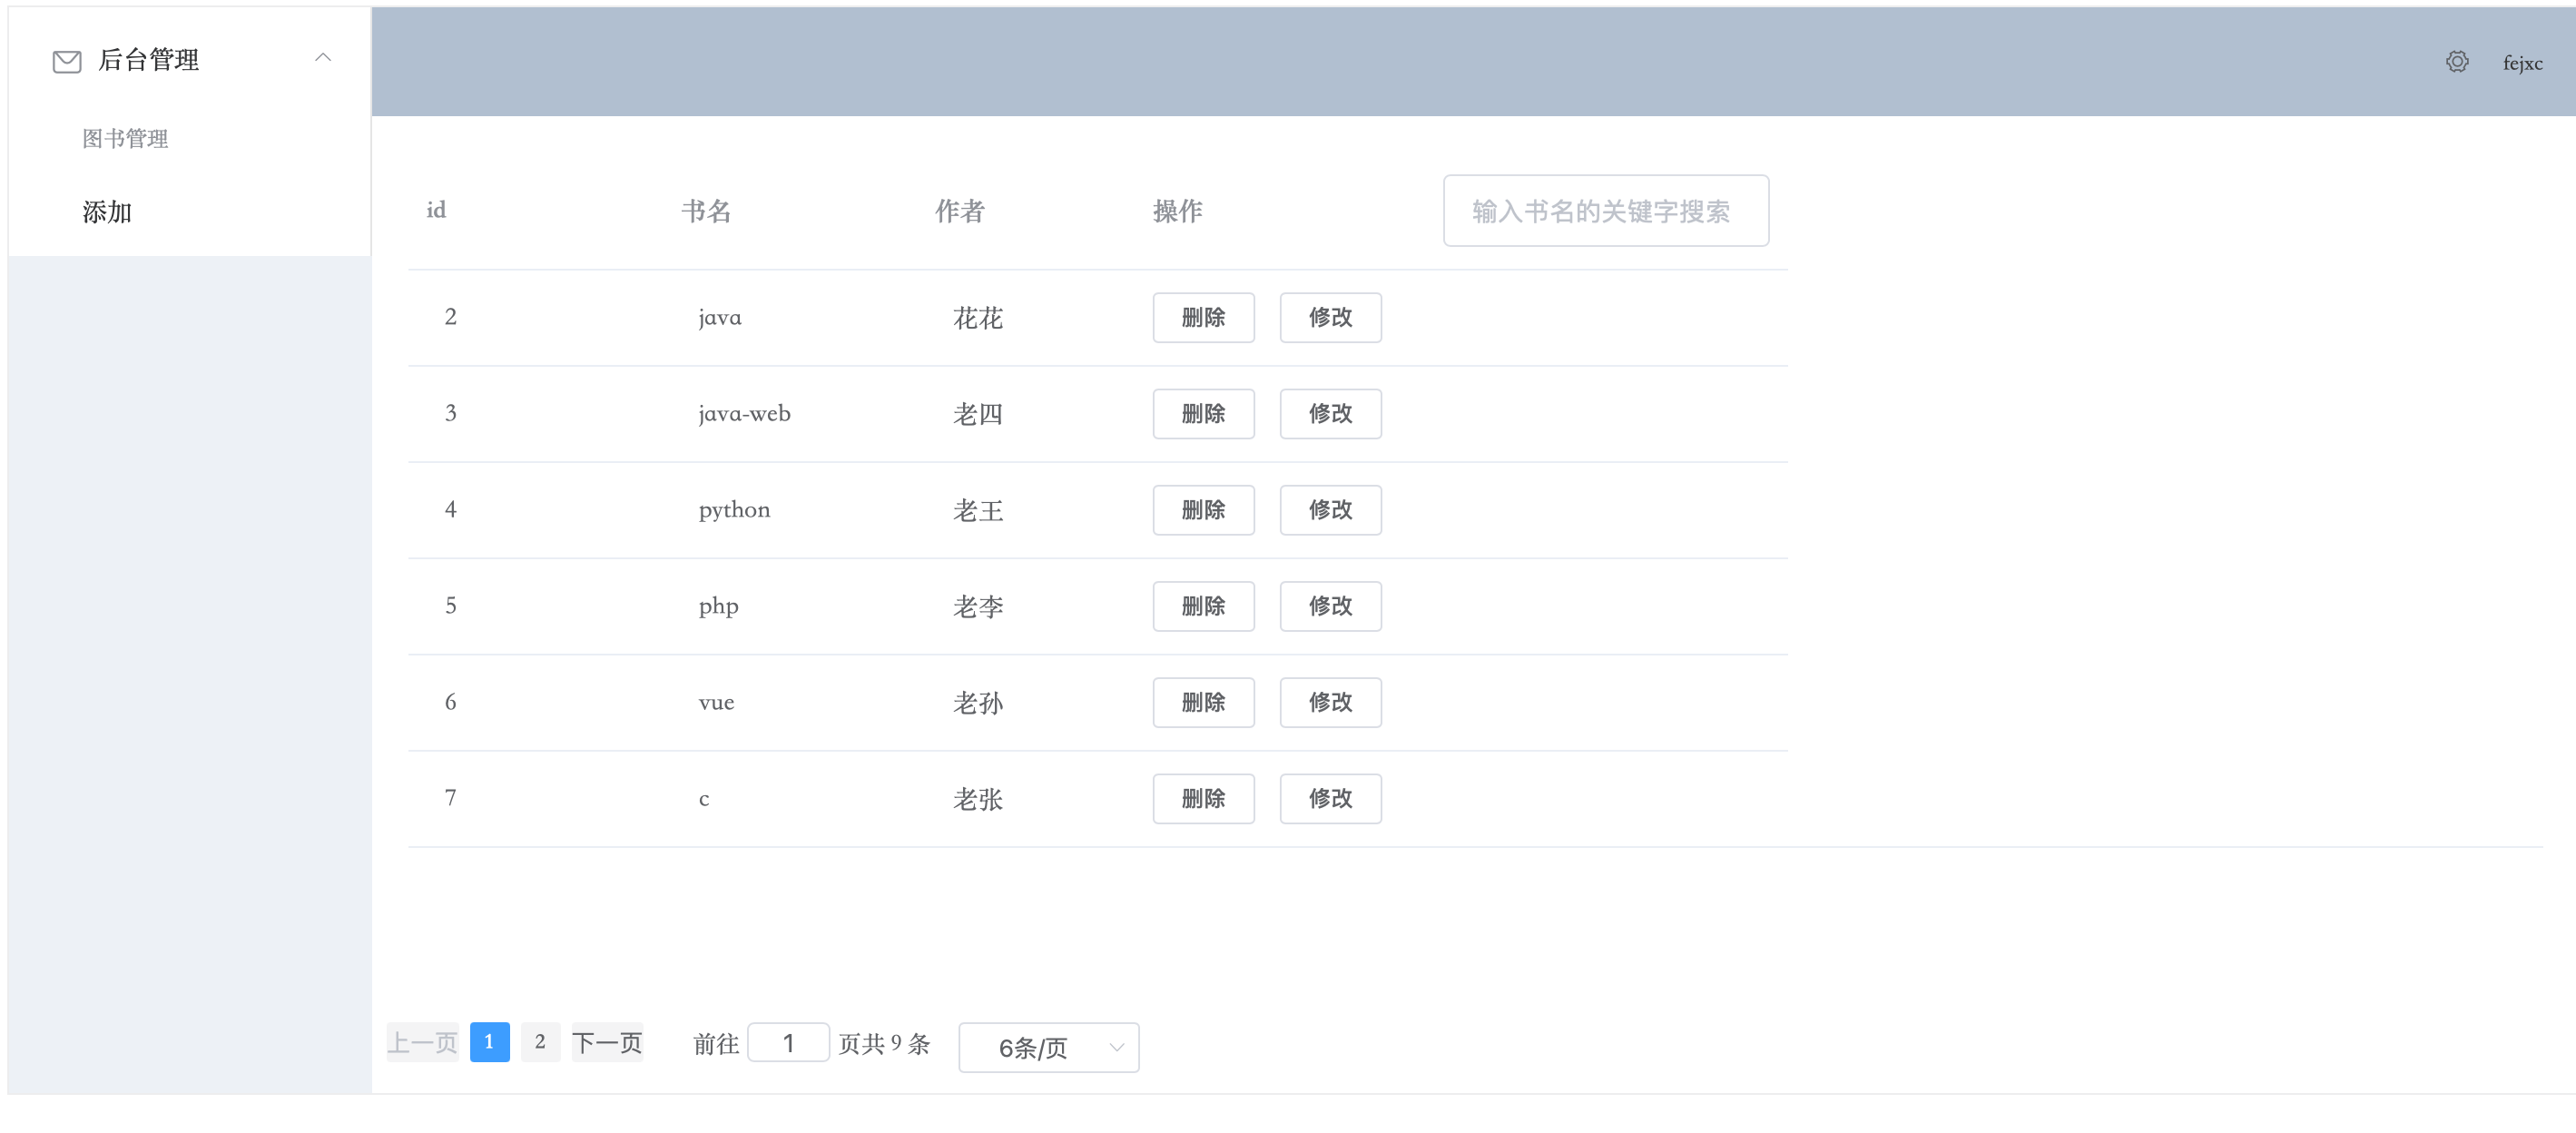 后台管理
fejxc
图书管理
添加
id 书名 作者 操作 输入书名的关键字搜索
2 java 花花 删除 修改
3 java-web 老四 删除 修改
4 python 老王 删除 修改
5 php 老李 删除 修改
6 vue 老孙 删除 修改
7 c 老张 删除 修改
上一页 1 2 下一页 前往 1 页共 9 条 6条/页